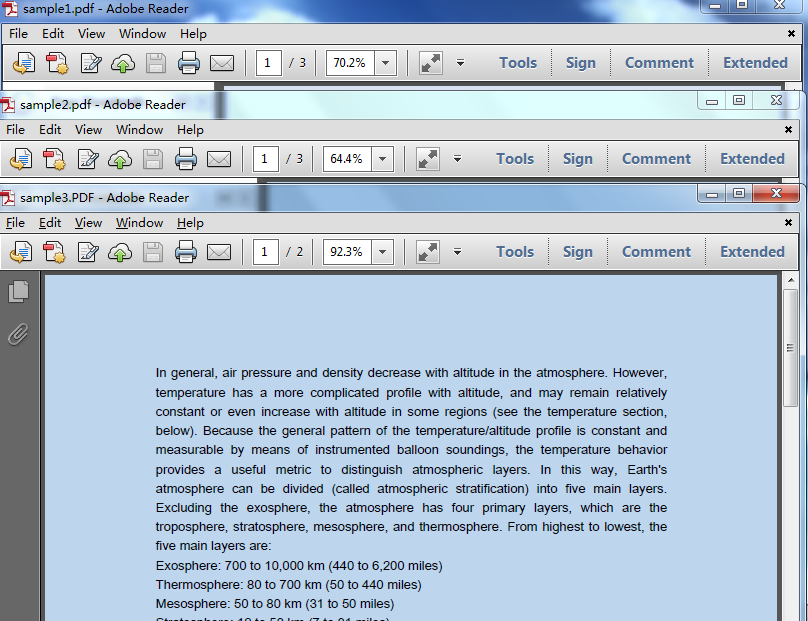 sample1.pdf - Adobe Reader
File Edit View Window Help
1 / 3 70.2% Tools Sign Comment Extended
sample2.pdf - Adobe Reader
File Edit View Window Help
1 / 3 64.4% Tools Sign Comment Extended
sample3.PDF - Adobe Reader
File Edit View Window Help
1 / 2 92.3% Tools Sign Comment Extended
In general, air pressure and density decrease with altitude in the atmosphere. However,
temperature has a more complicated profile with altitude, and may remain relatively
constant or even increase with altitude in some regions (see the temperature section,
below). Because the general pattern of the temperature/altitude profile is constant and
measurable by means of instrumented balloon soundings, the temperature behavior
provides a useful metric to distinguish atmospheric layers. In this way, Earth's
atmosphere can be divided (called atmospheric stratification) into five main layers.
Excluding the exosphere, the atmosphere has four primary layers, which are the
troposphere, stratosphere, mesosphere, and thermosphere. From highest to lowest, the
five main layers are:
Exosphere: 700 to 10,000 km (440 to 6,200 miles)
Thermosphere: 80 to 700 km (50 to 440 miles)
Mesosphere: 50 to 80 km (31 to 50 miles)